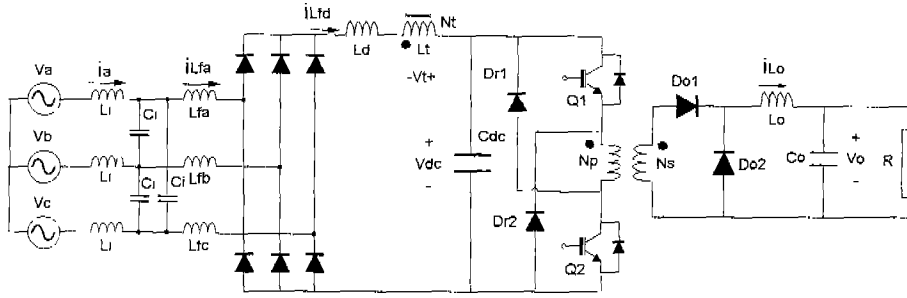 iLfd
Nt
Ld
Lt
-Vt+
Va
ia
iLfa
Li
Lfa
Ci
Vb
Li
Lfb
Ci
Ci
Vc
Li
Lfc
+
Vdc
-
Cdc
Dr1
Dr2
Q1
Np
Ns
Q2
Do1
iLo
Lo
Do2
Co
+
Vo
-
R